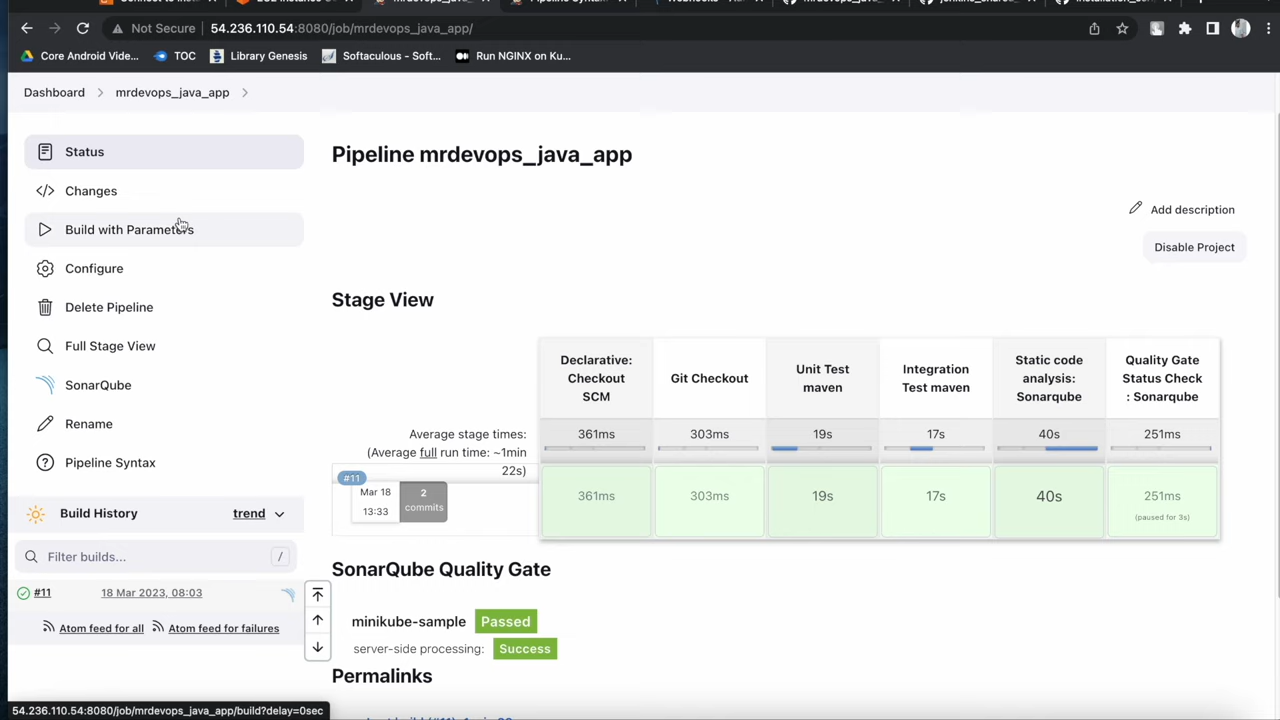 Not Secure
54.236.110.54:8080/job/mrdevops_java_app/
Core Android Vide...
TOC
Library Genesis
Softaculous - Soft...
Run NGINX on Ku...
Dashboard
mrdevops_java_app
Status
Changes
Build with Parameters
Configure
Delete Pipeline
Full Stage View
SonarQube
Rename
Pipeline Syntax
Build History
trend
Filter builds...
/
#11
18 Mar 2023, 08:03
Atom feed for all
Atom feed for failures
Pipeline mrdevops_java_app
Add description
Disable Project
Stage View
Declarative:
Checkout
SCM
Git Checkout
Unit Test
maven
Integration
Test maven
Static code
analysis:
Sonarqube
Quality Gate
Status Check
: Sonarqube
Average stage times:
(Average full run time: ~1min
22s)
361ms
303ms
19s
17s
40s
251ms
#11
Mar 18
13:33
2
commits
361ms
303ms
19s
17s
40s
251ms
(paused for 3s)
SonarQube Quality Gate
minikube-sample
Passed
server-side processing:
Success
Permalinks
54.236.110.54:8080/job/mrdevops_java_app/build?delay=0sec